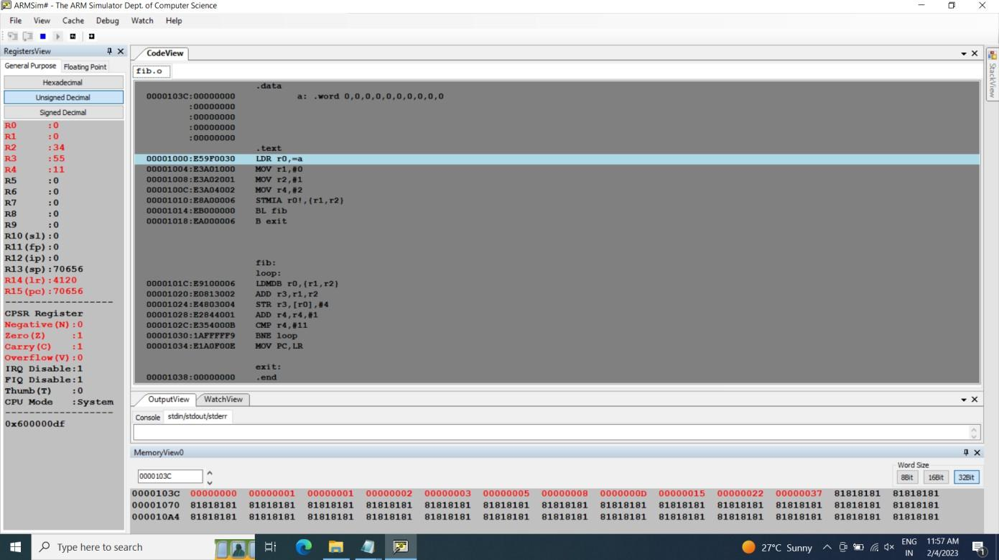 ARMSim# - The ARM Simulator Dept. of Computer Science
File View Cache Debug Watch Help
RegistersView
General Purpose Floating Point
Hexadecimal
Unsigned Decimal
Signed Decimal
R0 :0
R1 :0
R2 :34
R3 :55
R4 :11
R5 :0
R6 :0
R7 :0
R8 :0
R9 :0
R10(sl):0
R11(fp):0
R12(ip):0
R13(sp):70656
R14(lr):4120
R15(pc):70656
------------------
CPSR Register
Negative(N):0
Zero(Z) :1
Carry(C) :1
Overflow(V):0
IRQ Disable:1
FIQ Disable:1
Thumb(T) :0
CPU Mode :System
------------------
0x600000df
CodeView
fib.o
.data
0000103C:00000000 a: .word 0,0,0,0,0,0,0,0,0,0
:00000000
:00000000
:00000000
:00000000
.text
00001000:E59F0030 LDR r0,=a
00001004:E3A01000 MOV r1,#0
00001008:E3A02001 MOV r2,#1
0000100C:E3A04002 MOV r4,#2
00001010:E8A00006 STMIA r0!,{r1,r2}
00001014:EB000000 BL fib
00001018:EA000006 B exit
fib:
loop:
0000101C:E9100006 LDMDB r0,{r1,r2}
00001020:E0813002 ADD r3,r1,r2
00001024:E4803004 STR r3,[r0],#4
00001028:E2844001 ADD r4,r4,#1
0000102C:E354000B CMP r4,#11
00001030:1AFFFFF9 BNE loop
00001034:E1A0F00E MOV PC,LR
exit:
00001038:00000000 .end
StackView
OutputView WatchView
Console stdin/stdout/stderr
MemoryView0
Word Size
0000103C 8Bit 16Bit 32Bit
0000103C 00000000 00000001 00000001 00000002 00000003 00000005 00000008 0000000D 00000015 00000022 00000037 81818181 81818181
00001070 81818181 81818181 81818181 81818181 81818181 81818181 81818181 81818181 81818181 81818181 81818181 81818181 81818181
000010A4 81818181 81818181 81818181 81818181 81818181 81818181 81818181 81818181 81818181 81818181 81818181 81818181 81818181
Type here to search
27°C Sunny
ENG
IN
11:57 AM
2/4/2023
1